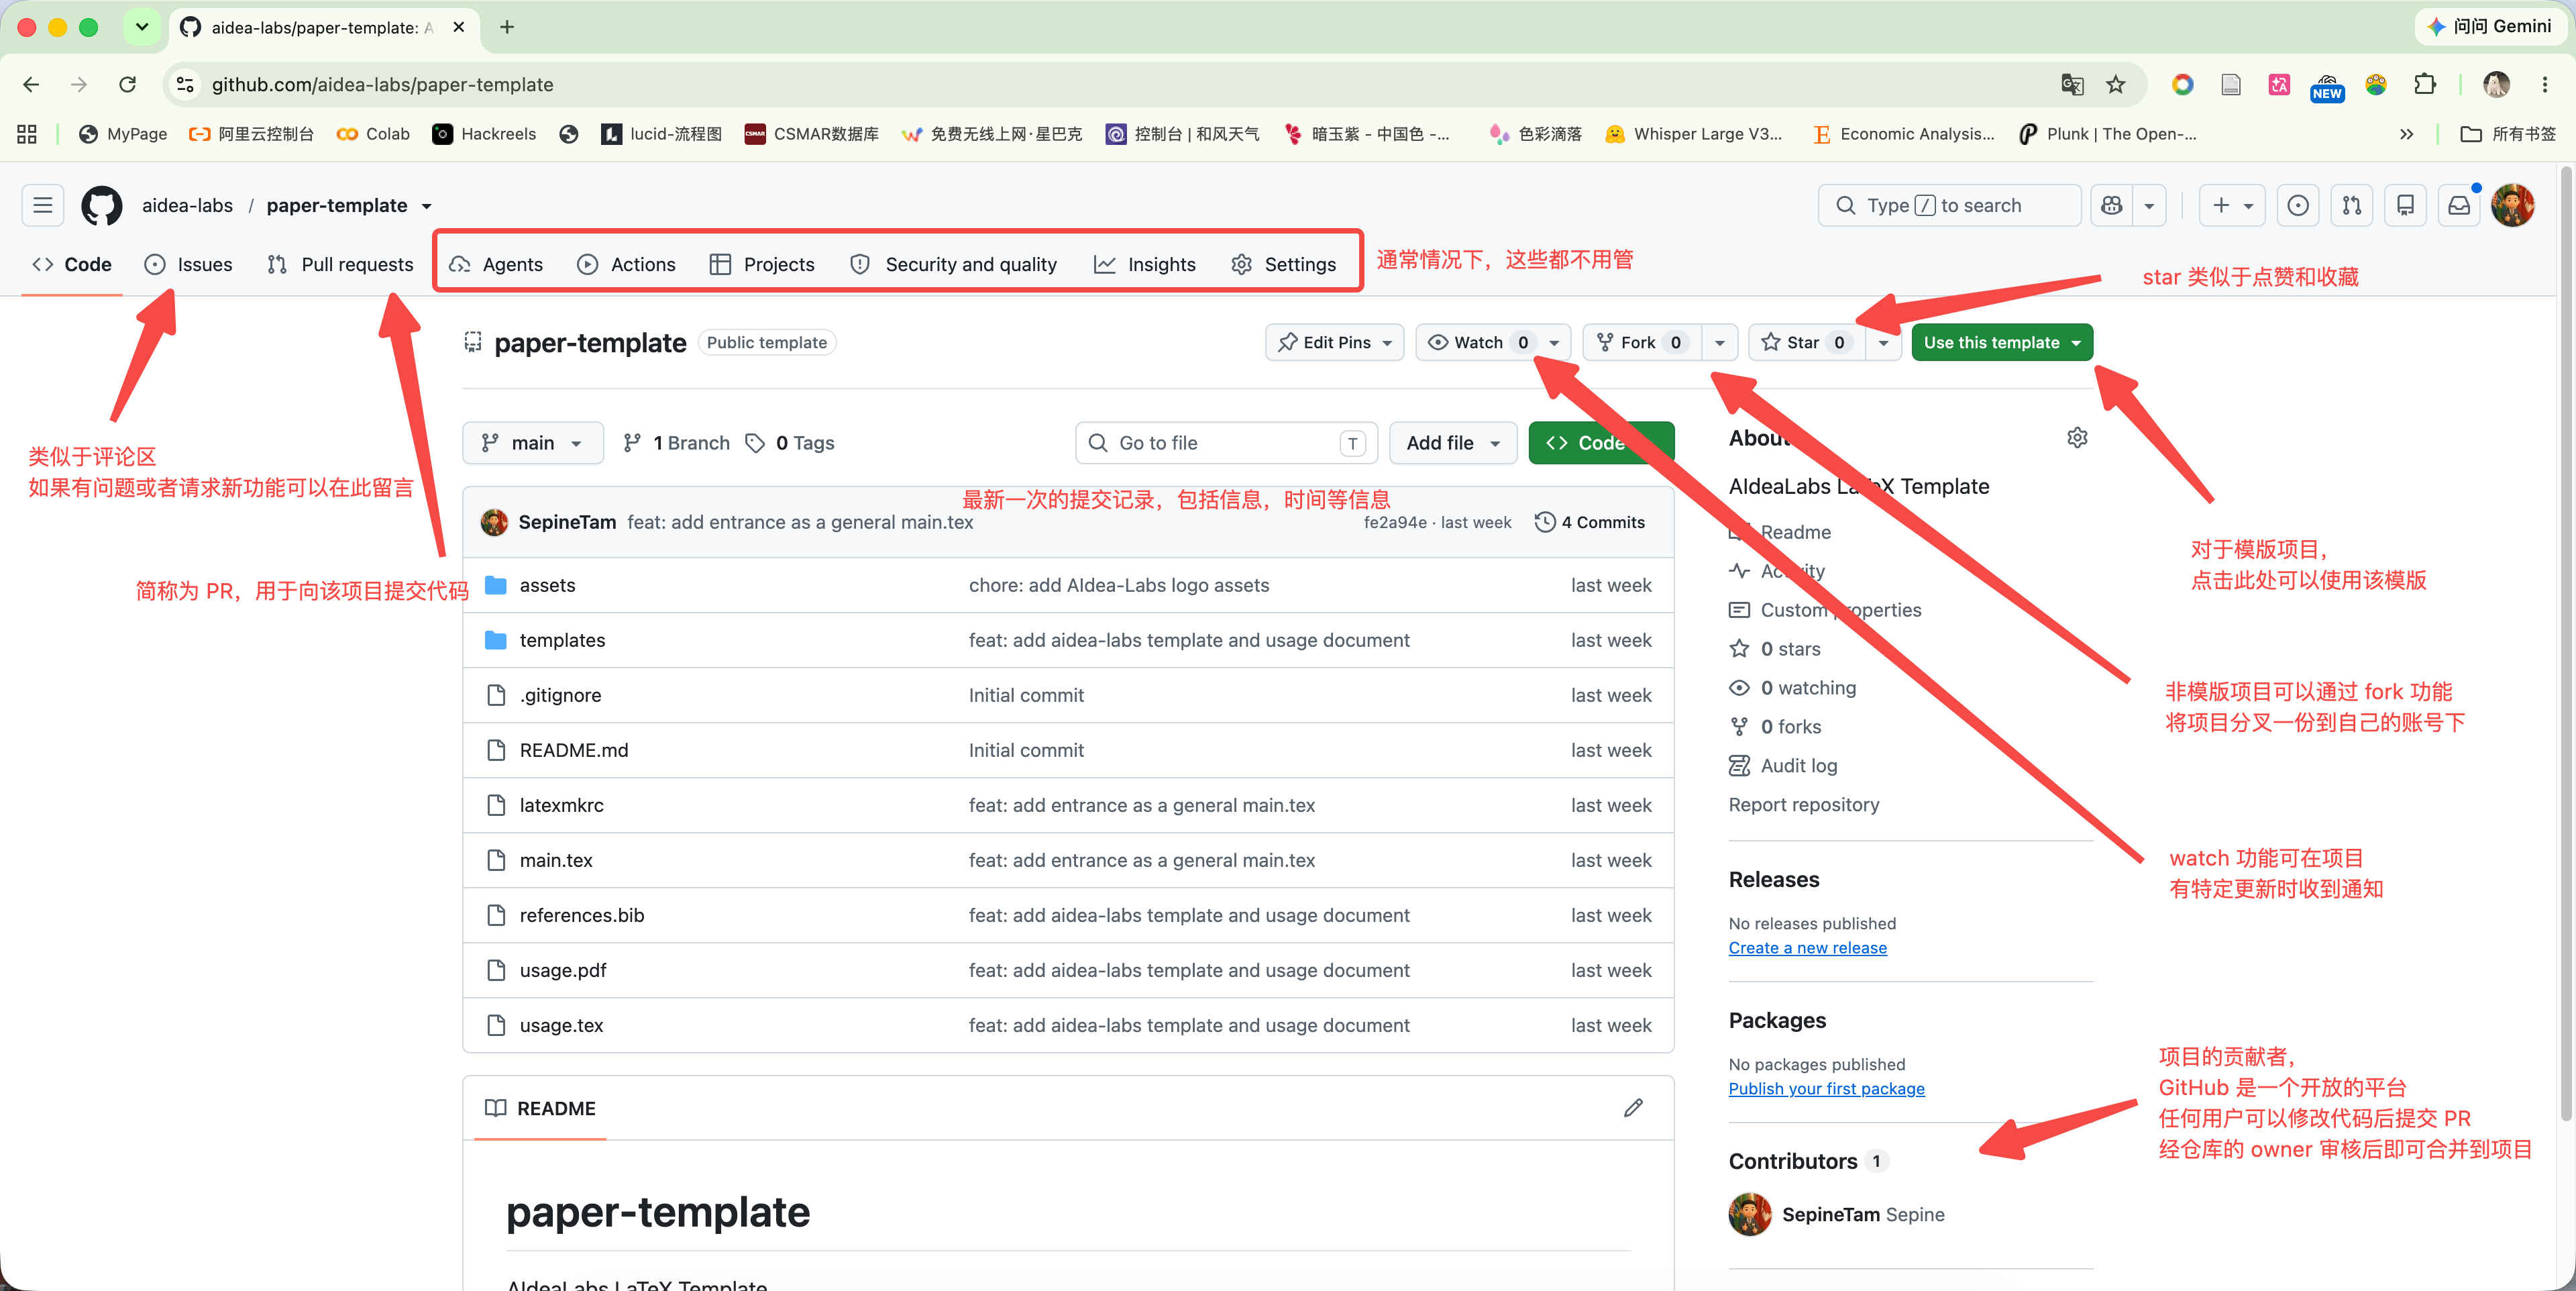 aidea-labs/paper-template: A
问问 Gemini
github.com/aidea-labs/paper-template
NEW
MyPage
阿里云控制台
Colab
Hackreels
lucid-流程图
CSMAR数据库
免费无线上网·星巴克
控制台 | 和风天气
暗玉紫 - 中国色 -...
色彩滴落
Whisper Large V3...
Economic Analysis...
Plunk | The Open-...
所有书签
aidea-labs / paper-template
Type / to search
Code
Issues
Pull requests
Agents
Actions
Projects
Security and quality
Insights
Settings
通常情况下，这些都不用管
star 类似于点赞和收藏
paper-template
Public template
Edit Pins
Watch 0
Fork 0
Star 0
Use this template
main
1 Branch
0 Tags
Go to file
T
Add file
Code
类似于评论区
如果有问题或者请求新功能可以在此留言
简称为 PR，用于向该项目提交代码
最新一次的提交记录，包括信息，时间等信息
SepineTam feat: add entrance as a general main.tex
fe2a94e · last week
4 Commits
assets
chore: add AIdea-Labs logo assets
last week
templates
feat: add aidea-labs template and usage document
last week
.gitignore
Initial commit
last week
README.md
Initial commit
last week
latexmkrc
feat: add entrance as a general main.tex
last week
main.tex
feat: add entrance as a general main.tex
last week
references.bib
feat: add aidea-labs template and usage document
last week
usage.pdf
feat: add aidea-labs template and usage document
last week
usage.tex
feat: add aidea-labs template and usage document
last week
README
paper-template
AIdeaLabs LaTeX Template
About
AIdeaLabs LaTeX Template
Readme
Activity
Custom properties
0 stars
0 watching
0 forks
Audit log
Report repository
Releases
No releases published
Create a new release
Packages
No packages published
Publish your first package
Contributors 1
SepineTam Sepine
对于模版项目，
点击此处可以使用该模版
非模版项目可以通过 fork 功能
将项目分叉一份到自己的账号下
watch 功能可在项目
有特定更新时收到通知
项目的贡献者，
GitHub 是一个开放的平台
任何用户可以修改代码后提交 PR
经仓库的 owner 审核后即可合并到项目